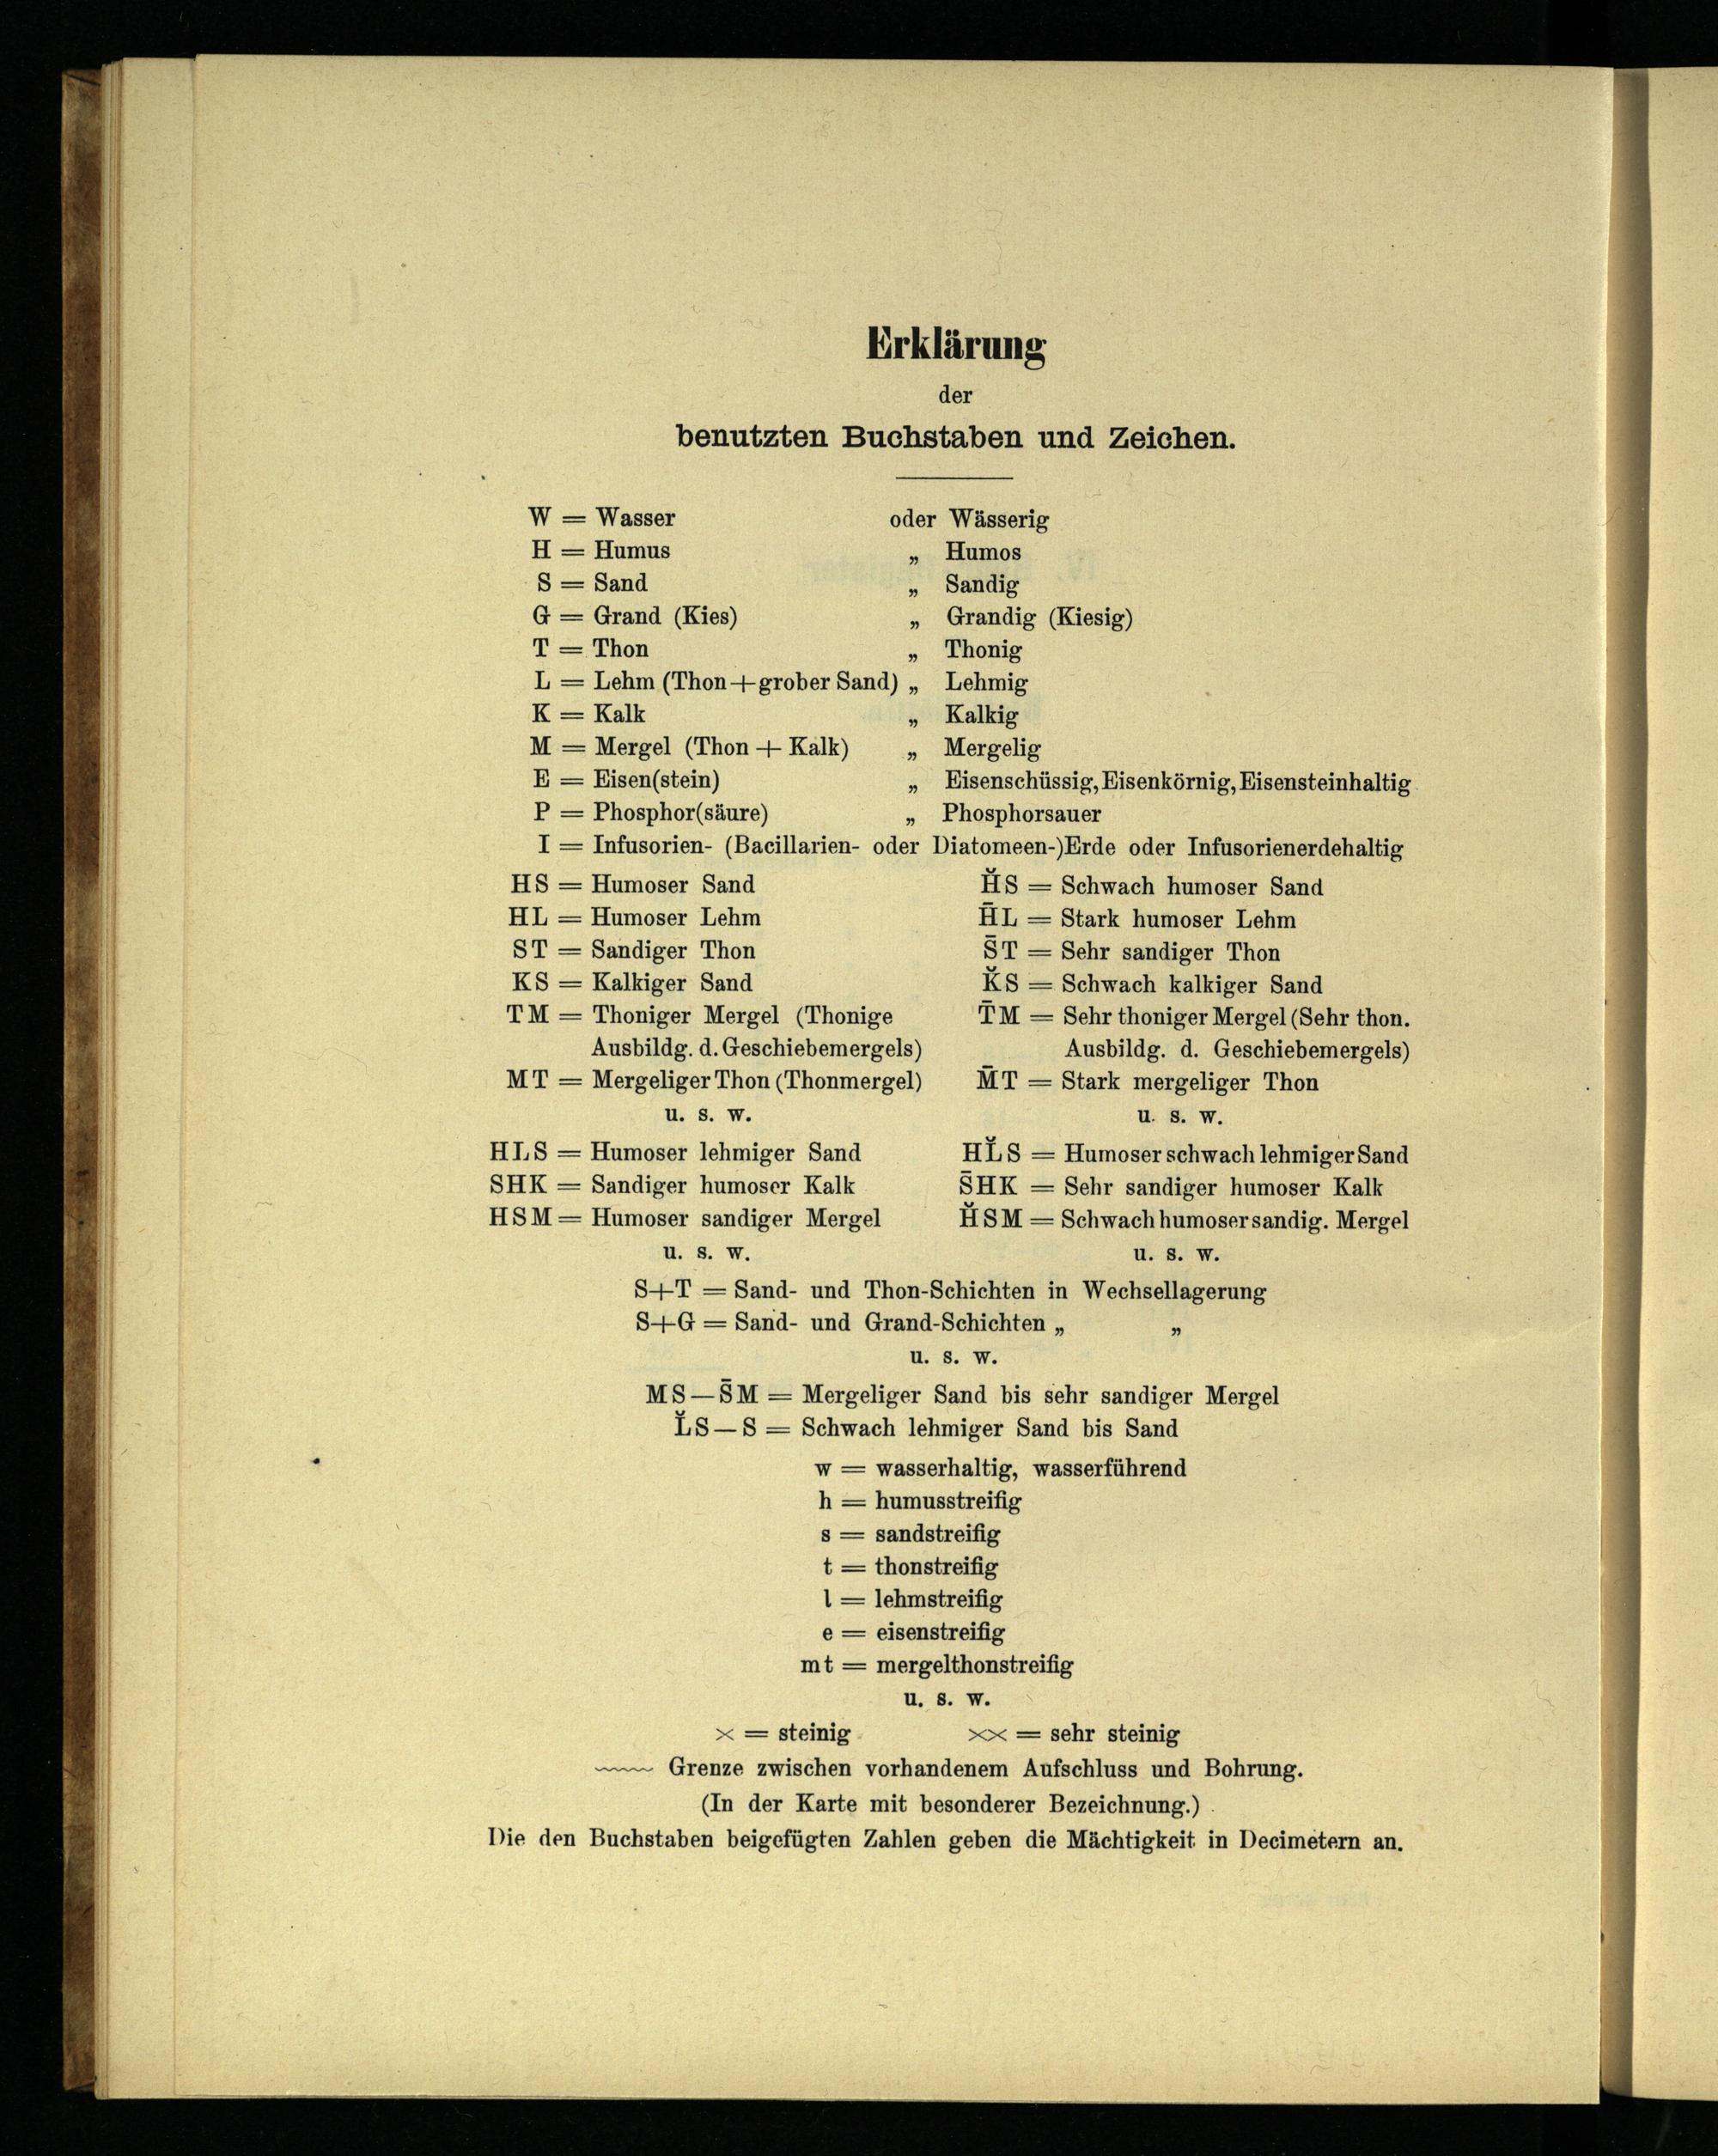 Erklärung
der
benutzten Buchstaben und Zeichen.
W = Wasser oder Wässerig
H = Humus „ Humos
S = Sand „ Sandig
G = Grand (Kies) „ Grandig (Kiesig)
T = Thon „ Thonig
L = Lehm (Thon + grober Sand) „ Lehmig
K = Kalk „ Kalkig
M = Mergel (Thon + Kalk) „ Mergelig
E = Eisen(stein) „ Eisenschüssig, Eisenkörnig, Eisensteinhaltig
P = Phosphor(säure) „ Phosphorsauer
I = Infusorien- (Bacillarien- oder Diatomeen-)Erde oder Infusorienerdehaltig
HS = Humoser Sand H̆S = Schwach humoser Sand
HL = Humoser Lehm H̄L = Stark humoser Lehm
ST = Sandiger Thon S̄T = Sehr sandiger Thon
KS = Kalkiger Sand K̆S = Schwach kalkiger Sand
TM = Thoniger Mergel (Thonige T̄M = Sehr thoniger Mergel (Sehr thon.
Ausbildg. d. Geschiebemergels) Ausbildg. d. Geschiebemergels)
MT = Mergeliger Thon (Thonmergel) M̄T = Stark mergeliger Thon
u. s. w. u. s. w.
HLS = Humoser lehmiger Sand HL̆S = Humoser schwach lehmiger Sand
SHK = Sandiger humoser Kalk S̄HK = Sehr sandiger humoser Kalk
HSM = Humoser sandiger Mergel H̆SM = Schwach humoser sandig. Mergel
u. s. w. u. s. w.
S+T = Sand- und Thon-Schichten in Wechsellagerung
S+G = Sand- und Grand-Schichten „ „
u. s. w.
MS—S̄M = Mergeliger Sand bis sehr sandiger Mergel
L̆S—S = Schwach lehmiger Sand bis Sand
w = wasserhaltig, wasserführend
h = humusstreifig
s = sandstreifig
t = thonstreifig
l = lehmstreifig
e = eisenstreifig
mt = mergelthonstreifig
u. s. w.
× = steinig ×× = sehr steinig
﹏﹏ Grenze zwischen vorhandenem Aufschluss und Bohrung.
(In der Karte mit besonderer Bezeichnung.)
Die den Buchstaben beigefügten Zahlen geben die Mächtigkeit in Decimetern an.